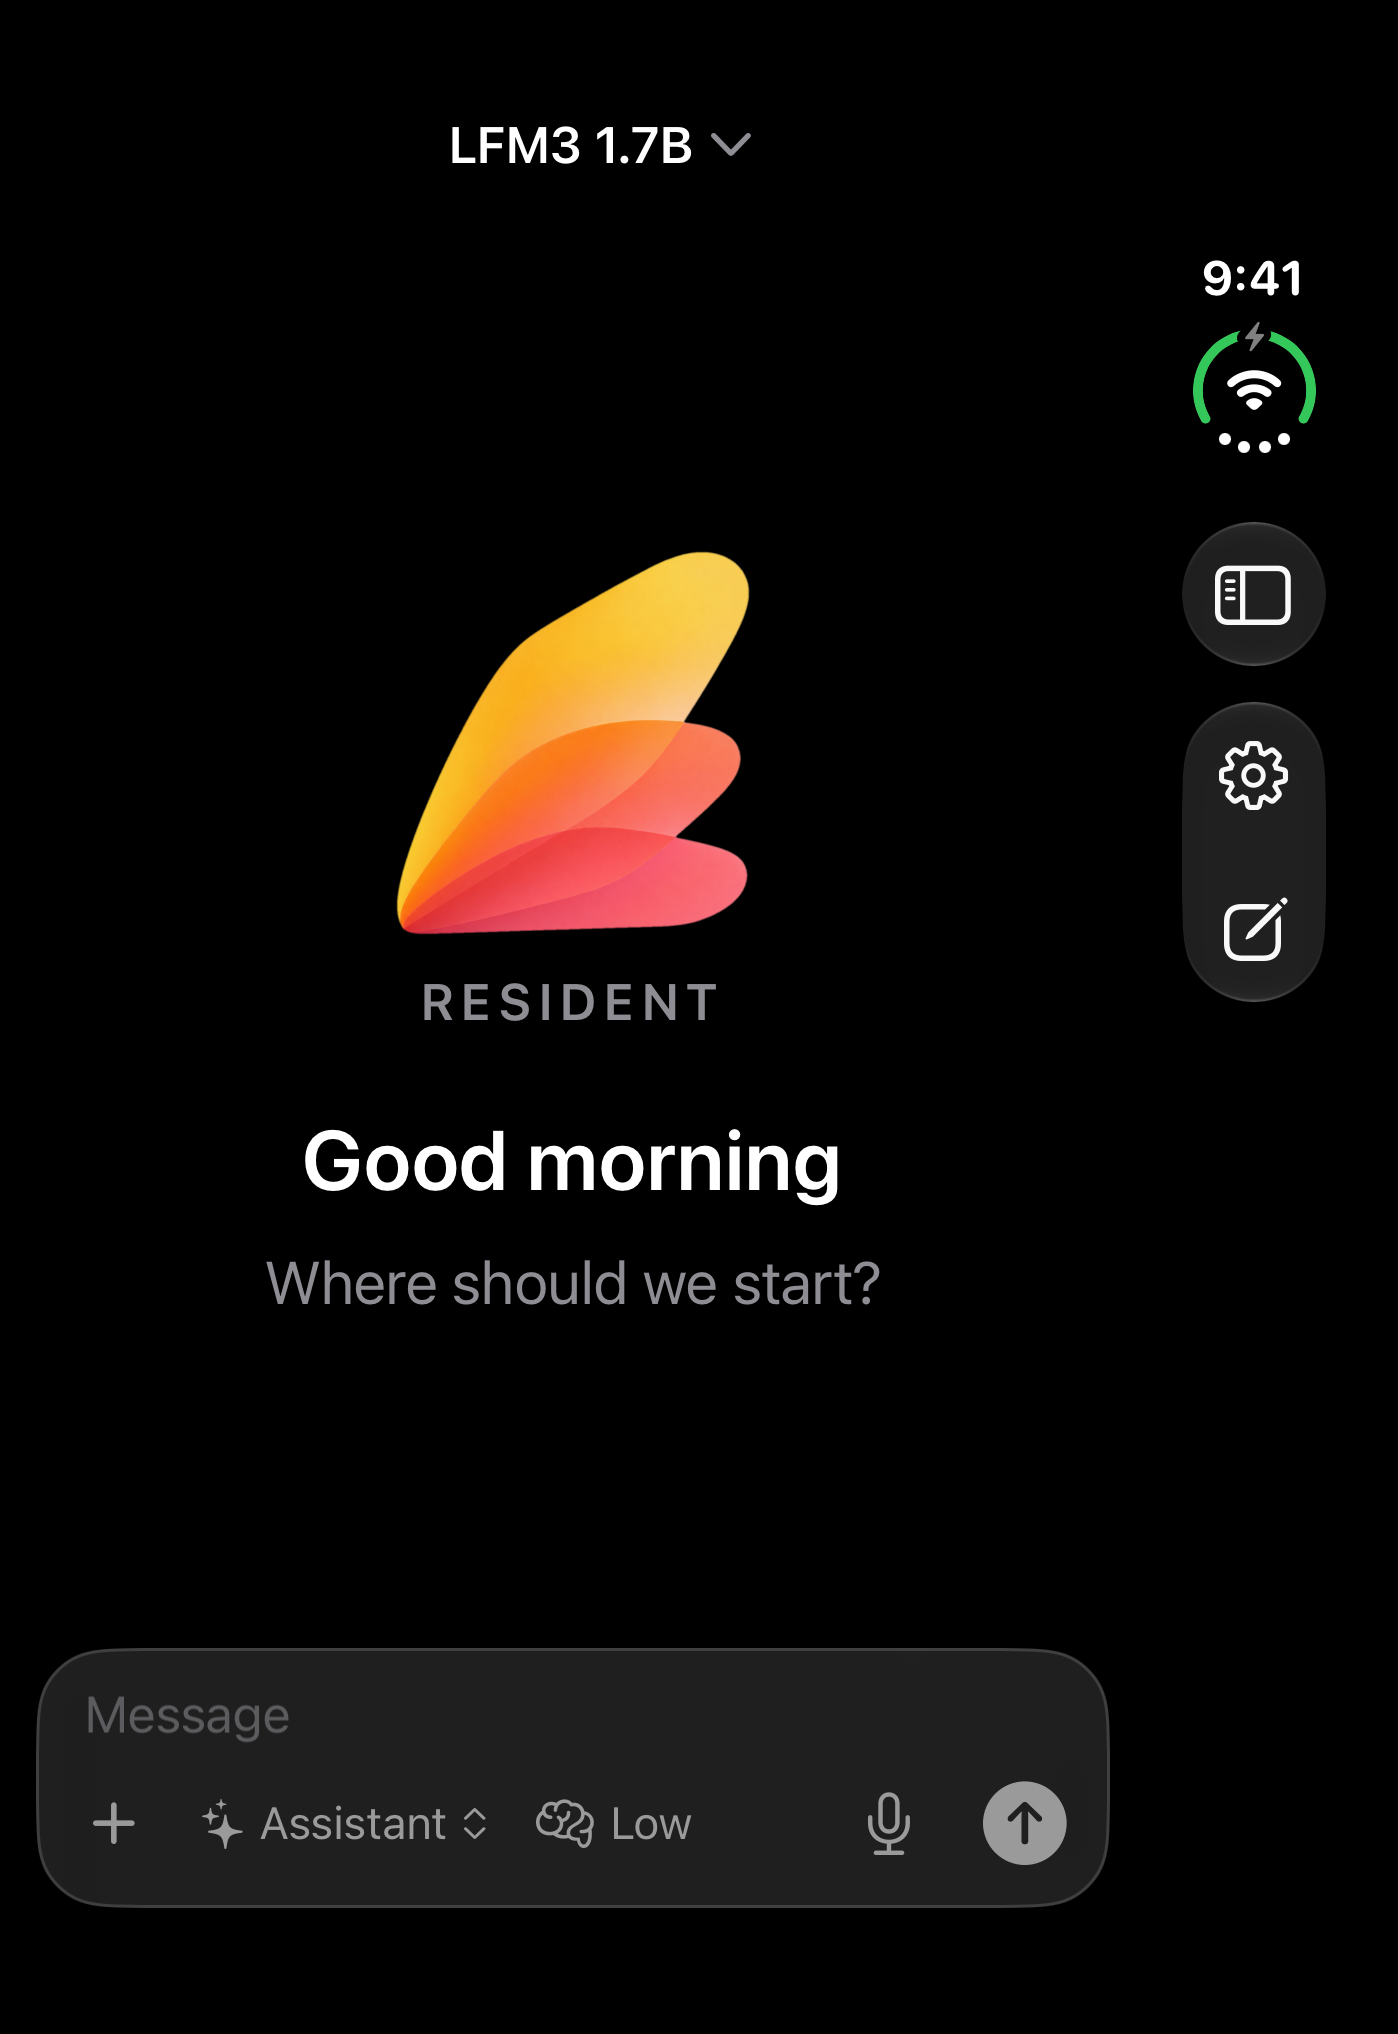 LFM3 1.7B
9:41
RESIDENT
Good morning
Where should we start?
Message
Assistant
Low